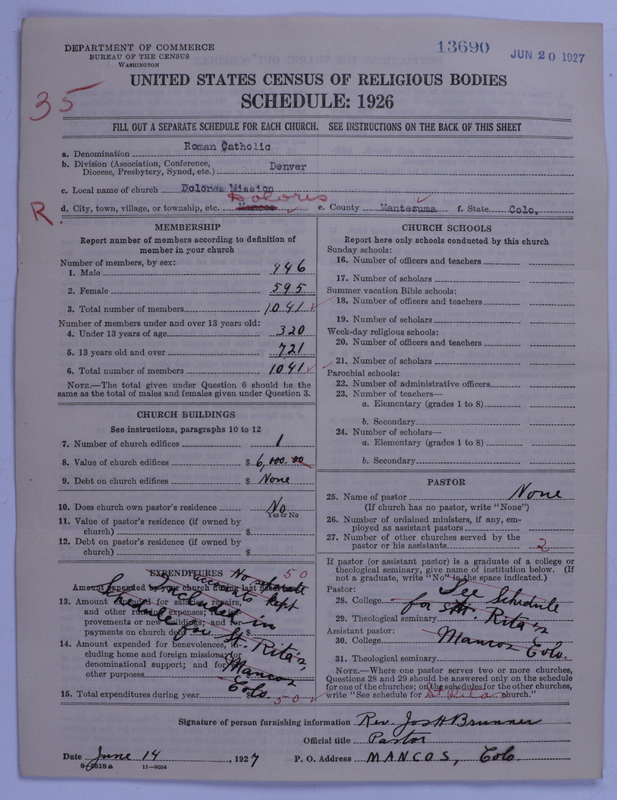 DEPARTMENT OF COMMERCE
BUREAU OF THE CENSUS
WASHINGTON
13690
JUN 20 1927
35
UNITED STATES CENSUS OF RELIGIOUS BODIES
SCHEDULE: 1926
FILL OUT A SEPARATE SCHEDULE FOR EACH CHURCH. SEE INSTRUCTIONS ON THE BACK OF THIS SHEET
a. Denomination Roman Catholic
b. Division (Association, Conference, Diocese, Presbytery, Synod, etc.) Denver
c. Local name of church Dolores Mission
Dolores
R.
d. City, town, village, or township, etc. Mancos e. County Mantezuma f. State Colo.
MEMBERSHIP
Report number of members according to definition of
member in your church
Number of members, by sex:
1. Male 446
2. Female 595
3. Total number of members 1041
Number of members under and over 13 years old:
4. Under 13 years of age 320
5. 13 years old and over 721
6. Total number of members 1041
NOTE.—The total given under Question 6 should be
same as the total of males and females given under Question 3.
CHURCH BUILDINGS
See instructions, paragraphs 10 to 12
7. Number of church edifices 1
8. Value of church edifices $ 6,000.00
9. Debt on church edifices $ None
10. Does church own pastor's residence No
Yes or No
11. Value of pastor's residence (if owned by
church) $
12. Debt on pastor's residence (if owned by
church) $
EXPENDITURES
Amount expended by church during last
No separate
50
kept
13. Amount expended for salaries, repairs,
and other running expenses; for improvements or new buildings; and for
payments on church debt $
included in
Schedule for St. Rita's
14. Amount expended for benevolences, including home and foreign missions; for
denominational support; and for
other purposes
Mancos
Colo.
15. Total expenditures during year $ 50
CHURCH SCHOOLS
Report here only schools conducted by this church
Sunday schools:
16. Number of officers and teachers
17. Number of scholars
Summer vacation Bible schools:
18. Number of officers and teachers
19. Number of scholars
Week-day religious schools:
20. Number of officers and teachers
21. Number of scholars
Parochial schools:
22. Number of administrative officers
23. Number of teachers—
a. Elementary (grades 1 to 8)
b. Secondary
24. Number of scholars—
a. Elementary (grades 1 to 8)
b. Secondary
PASTOR
25. Name of pastor None
(If church has no pastor, write "None")
26. Number of ordained ministers, if any, employed as assistant pastors
27. Number of other churches served by the
pastor or his assistants 2
If pastor (or assistant pastor) is a graduate of a college or
theological seminary, give name of institution below. (If
not a graduate, write "No" in the space indicated.)
Pastor:
28. College See Schedule
for St. Rita's
29. Theological seminary
Assistant pastor:
30. College Mancos Colo.
31. Theological seminary
NOTE.—Where one pastor serves two or more churches,
Questions 28 and 29 should be answered only on the schedule
for one of the churches; on the schedules for the other churches,
write "See schedule for St Rita's church."
Signature of person furnishing information Rev. Jos H Brunner
Official title Pastor
Date June 14, 1927 P. O. Address MANCOS, Colo.
8-5518a 11-8034